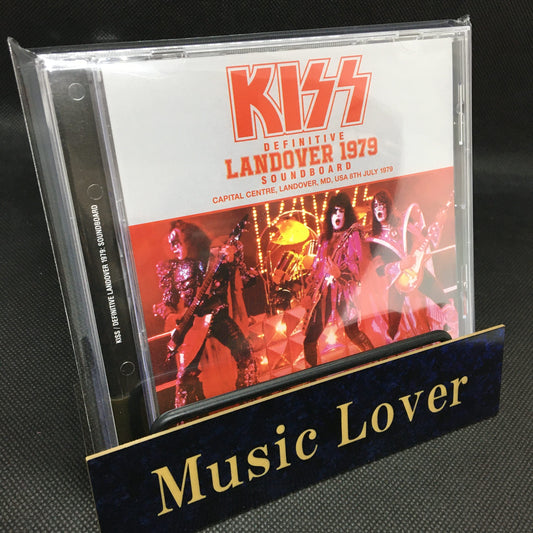 KISS
DEFINITIVE
LANDOVER 1979
SOUNDBOARD
CAPITAL CENTRE, LANDOVER, MD, USA 8TH JULY 1979
KISS / DEFINITIVE LANDOVER 1979: SOUNDBOARD
Music Lover